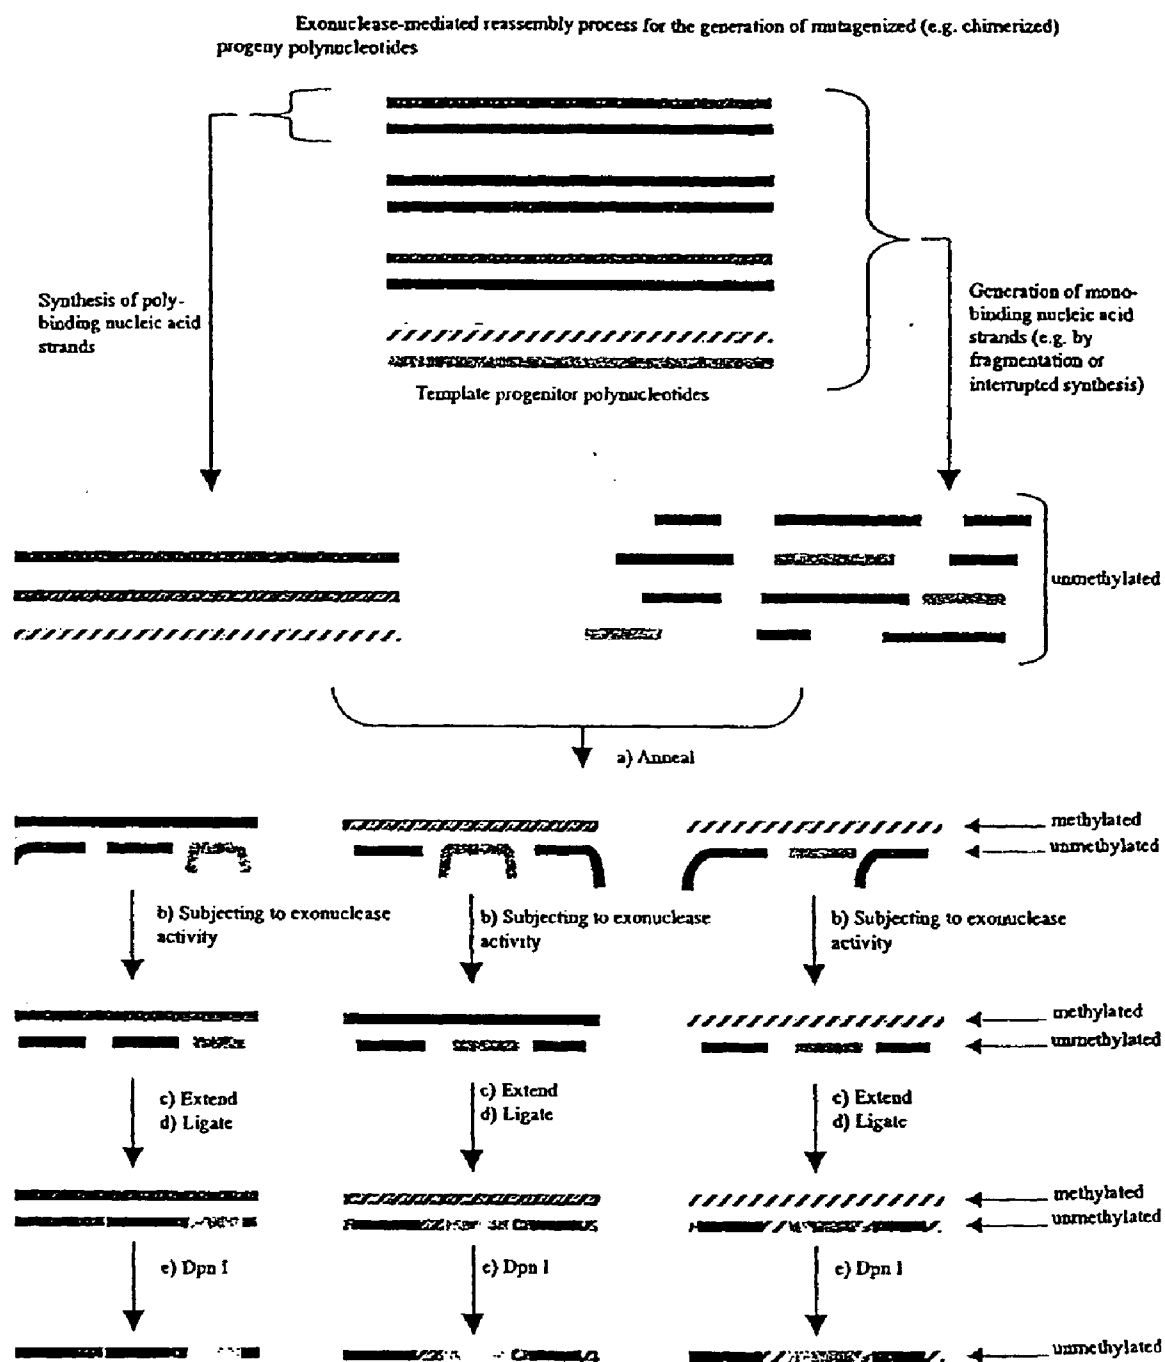 Exonuclease-mediated reassembly process for the generation of mutagenized (e.g. chimerized)
progeny polynucleotides
Synthesis of poly-
binding nucleic acid
strands
Generation of mono-
binding nucleic acid
strands (e.g. by
fragmentation or
interrupted synthesis)
Template progenitor polynucleotides
unmethylated
a) Anneal
methylated
unmethylated
b) Subjecting to exonuclease
activity
b) Subjecting to exonuclease
activity
b) Subjecting to exonuclease
activity
methylated
unmethylated
c) Extend
d) Ligate
c) Extend
d) Ligate
c) Extend
d) Ligate
methylated
unmethylated
e) Dpn I
e) Dpn I
e) Dpn I
unmethylated